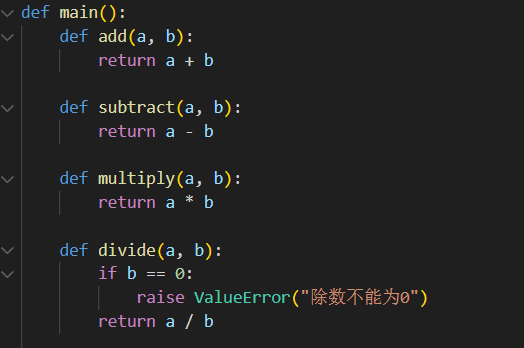 def main():
    def add(a, b):
        return a + b
    def subtract(a, b):
        return a - b
    def multiply(a, b):
        return a * b
    def divide(a, b):
        if b == 0:
            raise ValueError("除数不能为0")
        return a / b